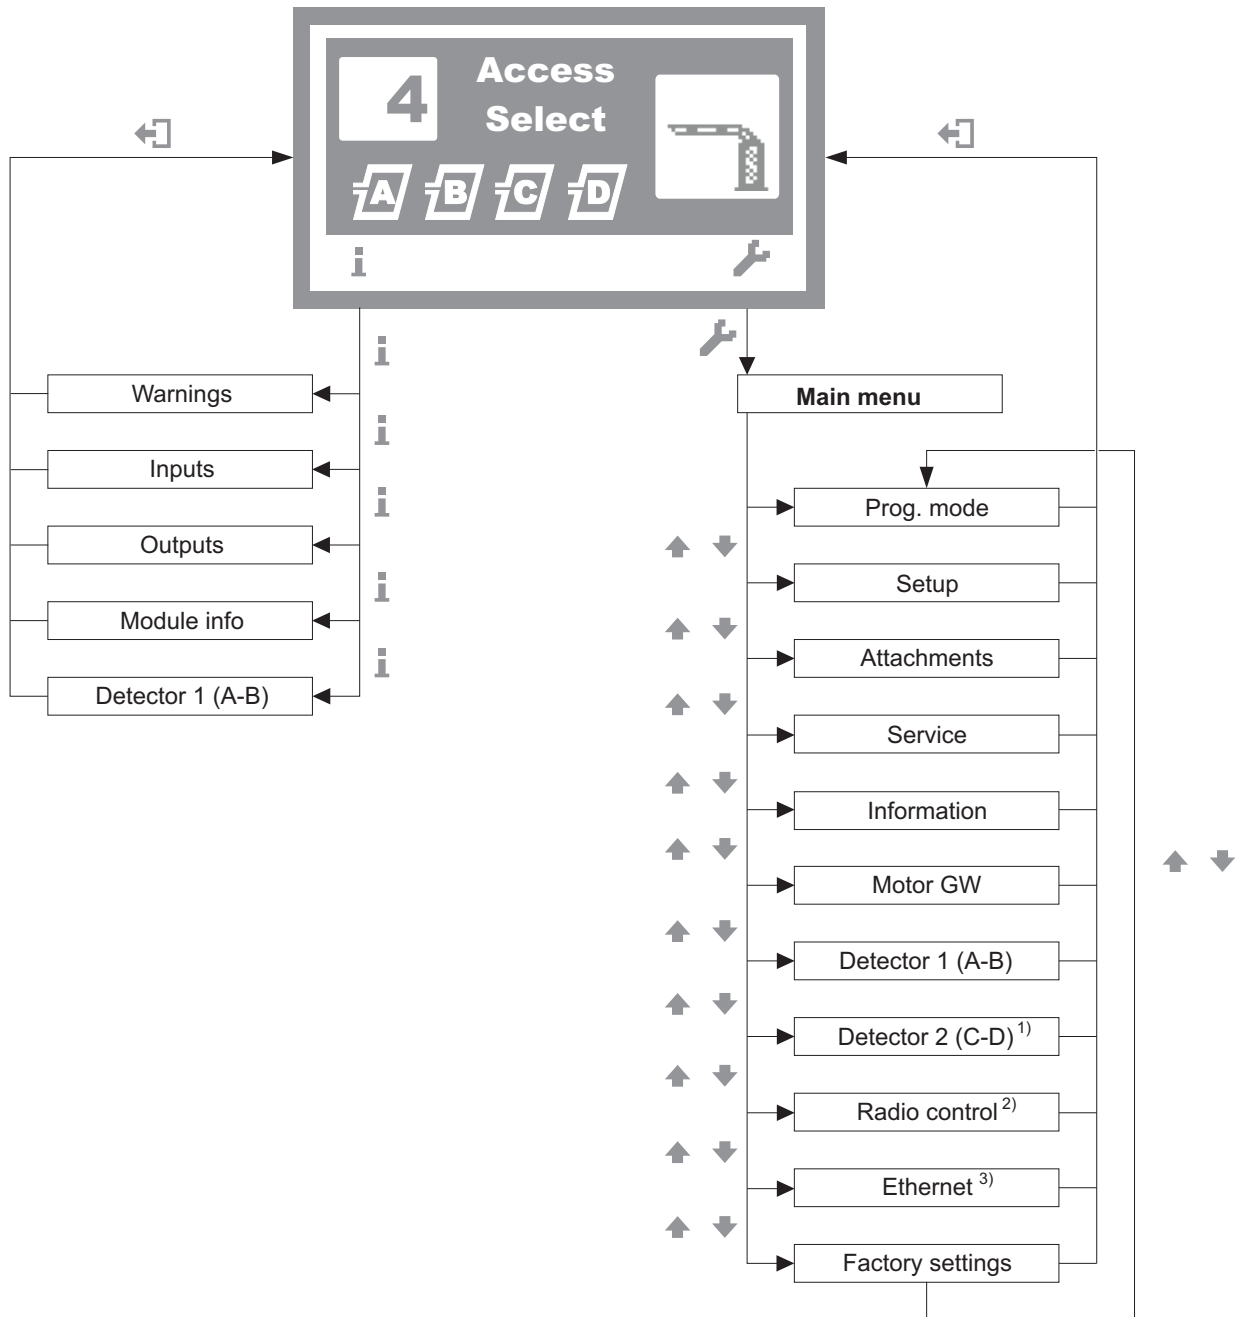 4
Access
Select
A B C D
i
i
Warnings
i
Inputs
i
Outputs
i
Module info
i
Detector 1 (A-B)
Main menu
Prog. mode
Setup
Attachments
Service
Information
Motor GW
Detector 1 (A-B)
Detector 2 (C-D) 1)
Radio control 2)
Ethernet 3)
Factory settings